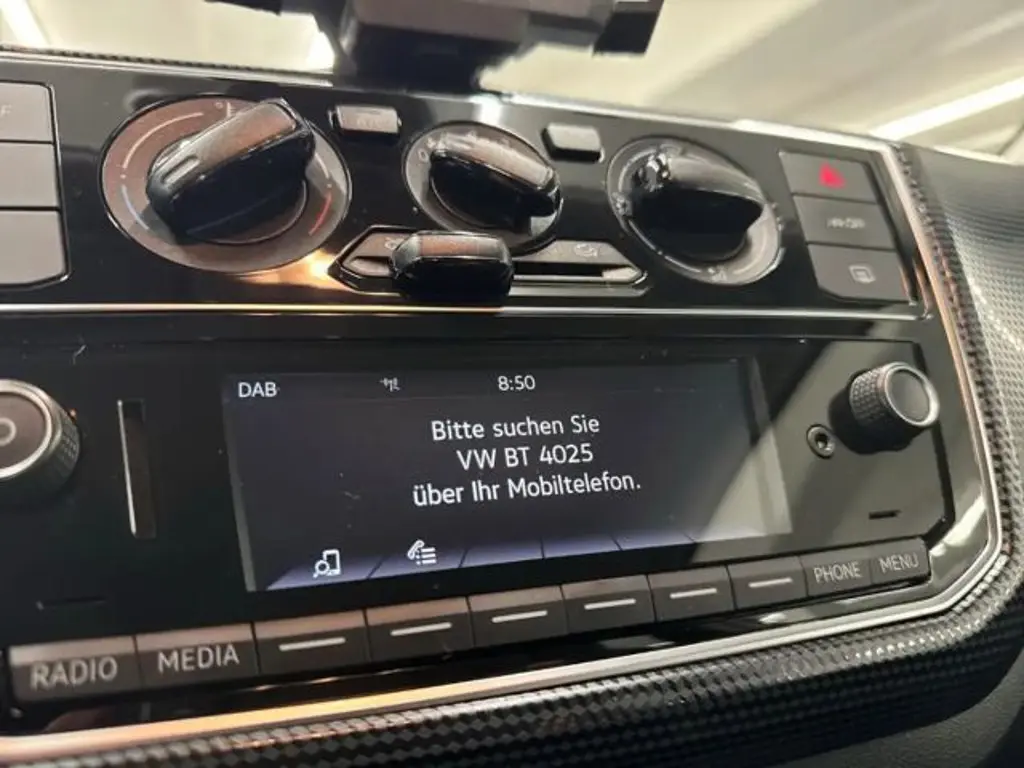 DAB
8:50
Bitte suchen Sie
VW BT 4025
über Ihr Mobiltelefon.
RADIO
MEDIA
PHONE
MENU